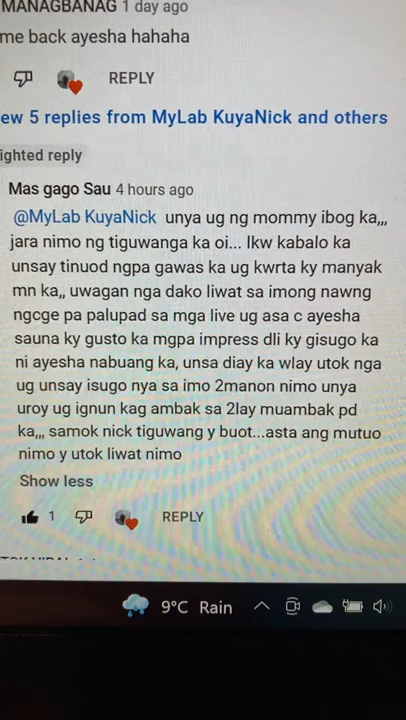 MANAGBANAG 1 day ago
me back ayesha hahaha
REPLY
ew 5 replies from MyLab KuyaNick and others
ighted reply
Mas gago Sau 4 hours ago
@MyLab KuyaNick unya ug ng mommy ibog ka,,,
jara nimo ng tiguwanga ka oi... Ikw kabalo ka
unsay tinuod ngpa gawas ka ug kwrta ky manyak
mn ka,, uwagan nga dako liwat sa imong nawng
ngcge pa palupad sa mga live ug asa c ayesha
sauna ky gusto ka mgpa impress dli ky gisugo ka
ni ayesha nabuang ka, unsa diay ka wlay utok nga
ug unsay isugo nya sa imo 2manon nimo unya
uroy ug ignun kag ambak sa 2lay muambak pd
ka,,, samok nick tiguwang y buot...asta ang mutuo
nimo y utok liwat nimo
Show less
1 REPLY
9°C Rain